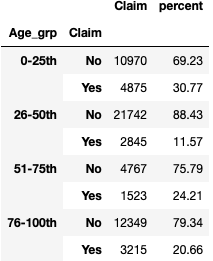 Claim percent
Age_grp Claim
0-25th No 10970 69.23
Yes 4875 30.77
26-50th No 21742 88.43
Yes 2845 11.57
51-75th No 4767 75.79
Yes 1523 24.21
76-100th No 12349 79.34
Yes 3215 20.66